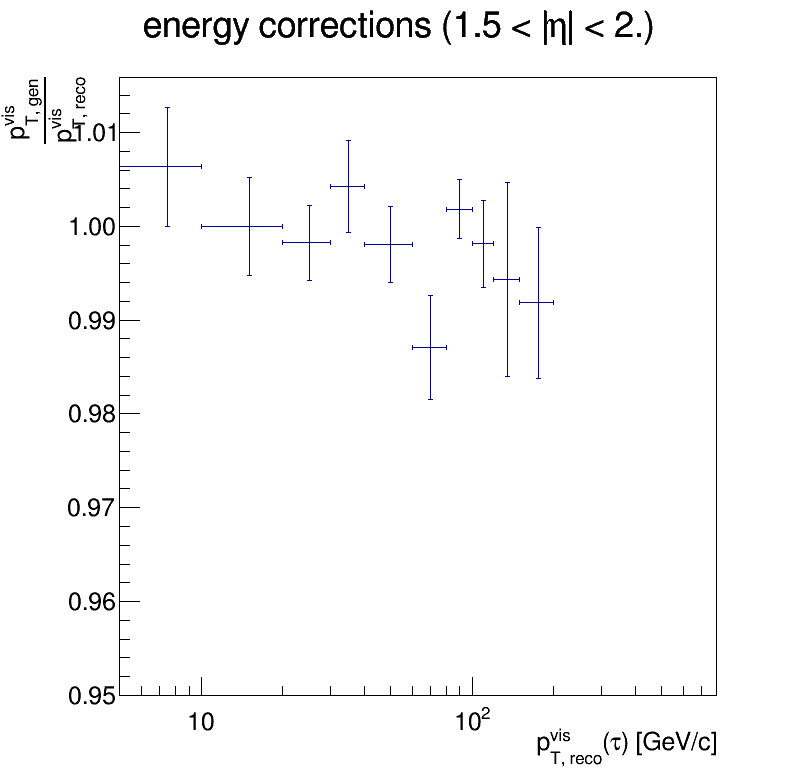 energy corrections (1.5 < |η| < 2.)
p^vis_T, gen
p^vis_T, reco
1.01
1.00
0.99
0.98
0.97
0.96
0.95
10
10²
p^vis_T, reco(τ) [GeV/c]